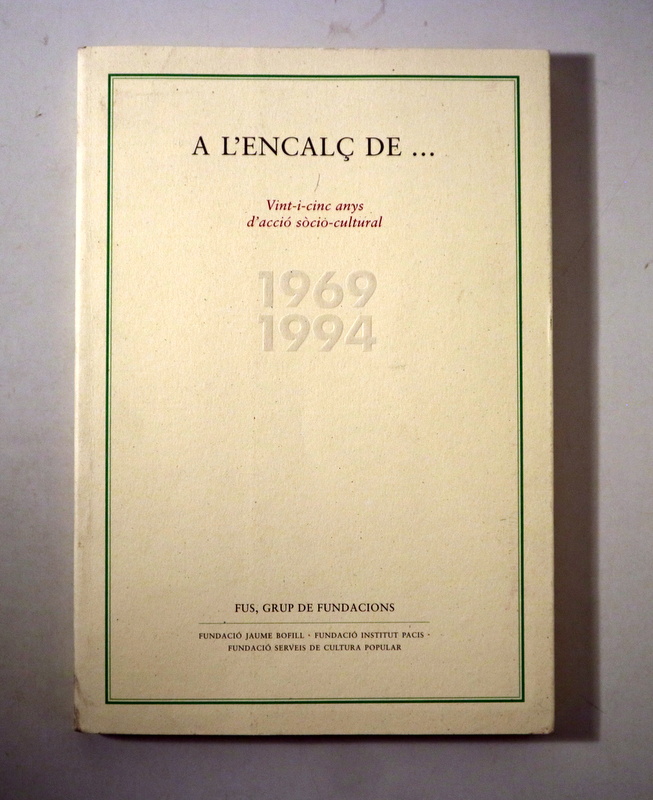 A L'ENCALÇ DE ...
Vint-i-cinc anys
d'acció sòcio-cultural
1969
1994
FUS, GRUP DE FUNDACIONS
FUNDACIÓ JAUME BOFILL · FUNDACIÓ INSTITUT PACIS ·
FUNDACIÓ SERVEIS DE CULTURA POPULAR